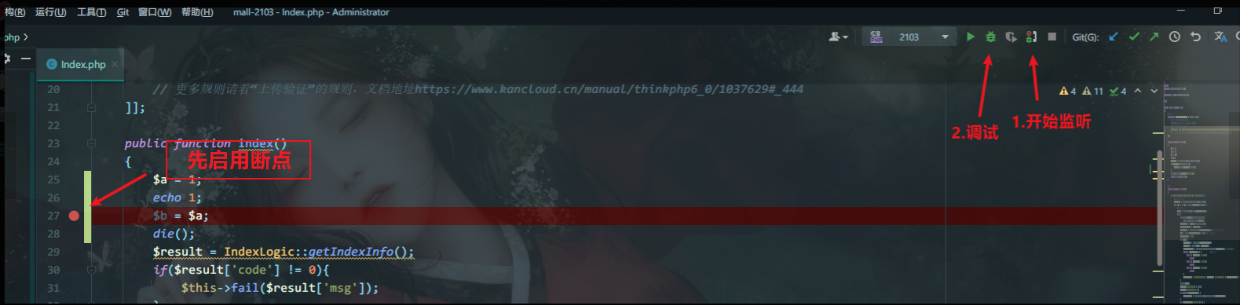 构(R) 运行(U) 工具(T) Git 窗口(W) 帮助(H) mall-2103 - Index.php - Administrator
php
2103 Git(G):
Index.php
20 // 更多规则请看“上传验证”的规则，文档地址https://www.kancloud.cn/manual/thinkphp6_0/1037629#_444
4 11 4
21 ]];
22
23 public function index()
24 {
先启用断点
2.调试
1.开始监听
25 $a = 1;
26 echo 1;
27 $b = $a;
28 die();
29 $result = IndexLogic::getIndexInfo();
30 if($result['code'] != 0){
31 $this->fail($result['msg']);